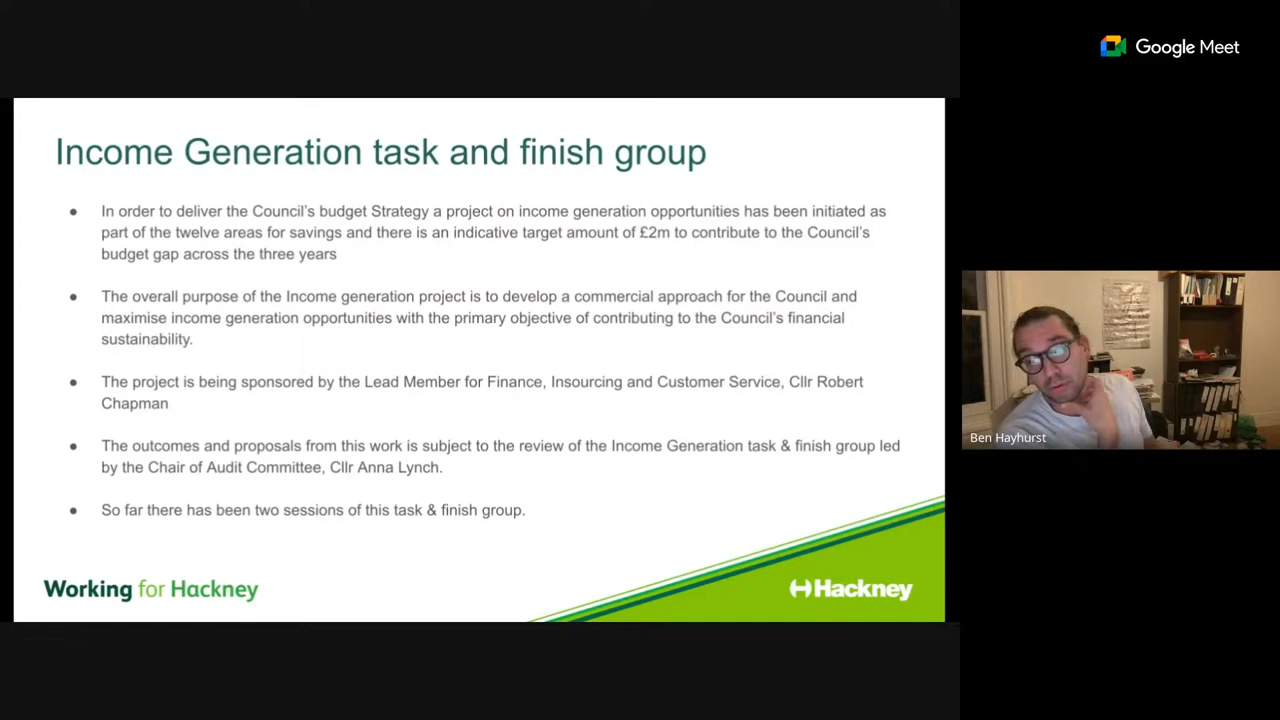 Google Meet
Income Generation task and finish group
● In order to deliver the Council's budget Strategy a project on income generation opportunities has been initiated as
part of the twelve areas for savings and there is an indicative target amount of £2m to contribute to the Council's
budget gap across the three years
● The overall purpose of the Income generation project is to develop a commercial approach for the Council and
maximise income generation opportunities with the primary objective of contributing to the Council's financial
sustainability.
● The project is being sponsored by the Lead Member for Finance, Insourcing and Customer Service, Cllr Robert
Chapman
● The outcomes and proposals from this work is subject to the review of the Income Generation task & finish group led
by the Chair of Audit Committee, Cllr Anna Lynch.
● So far there has been two sessions of this task & finish group.
Working for Hackney
Hackney
Ben Hayhurst